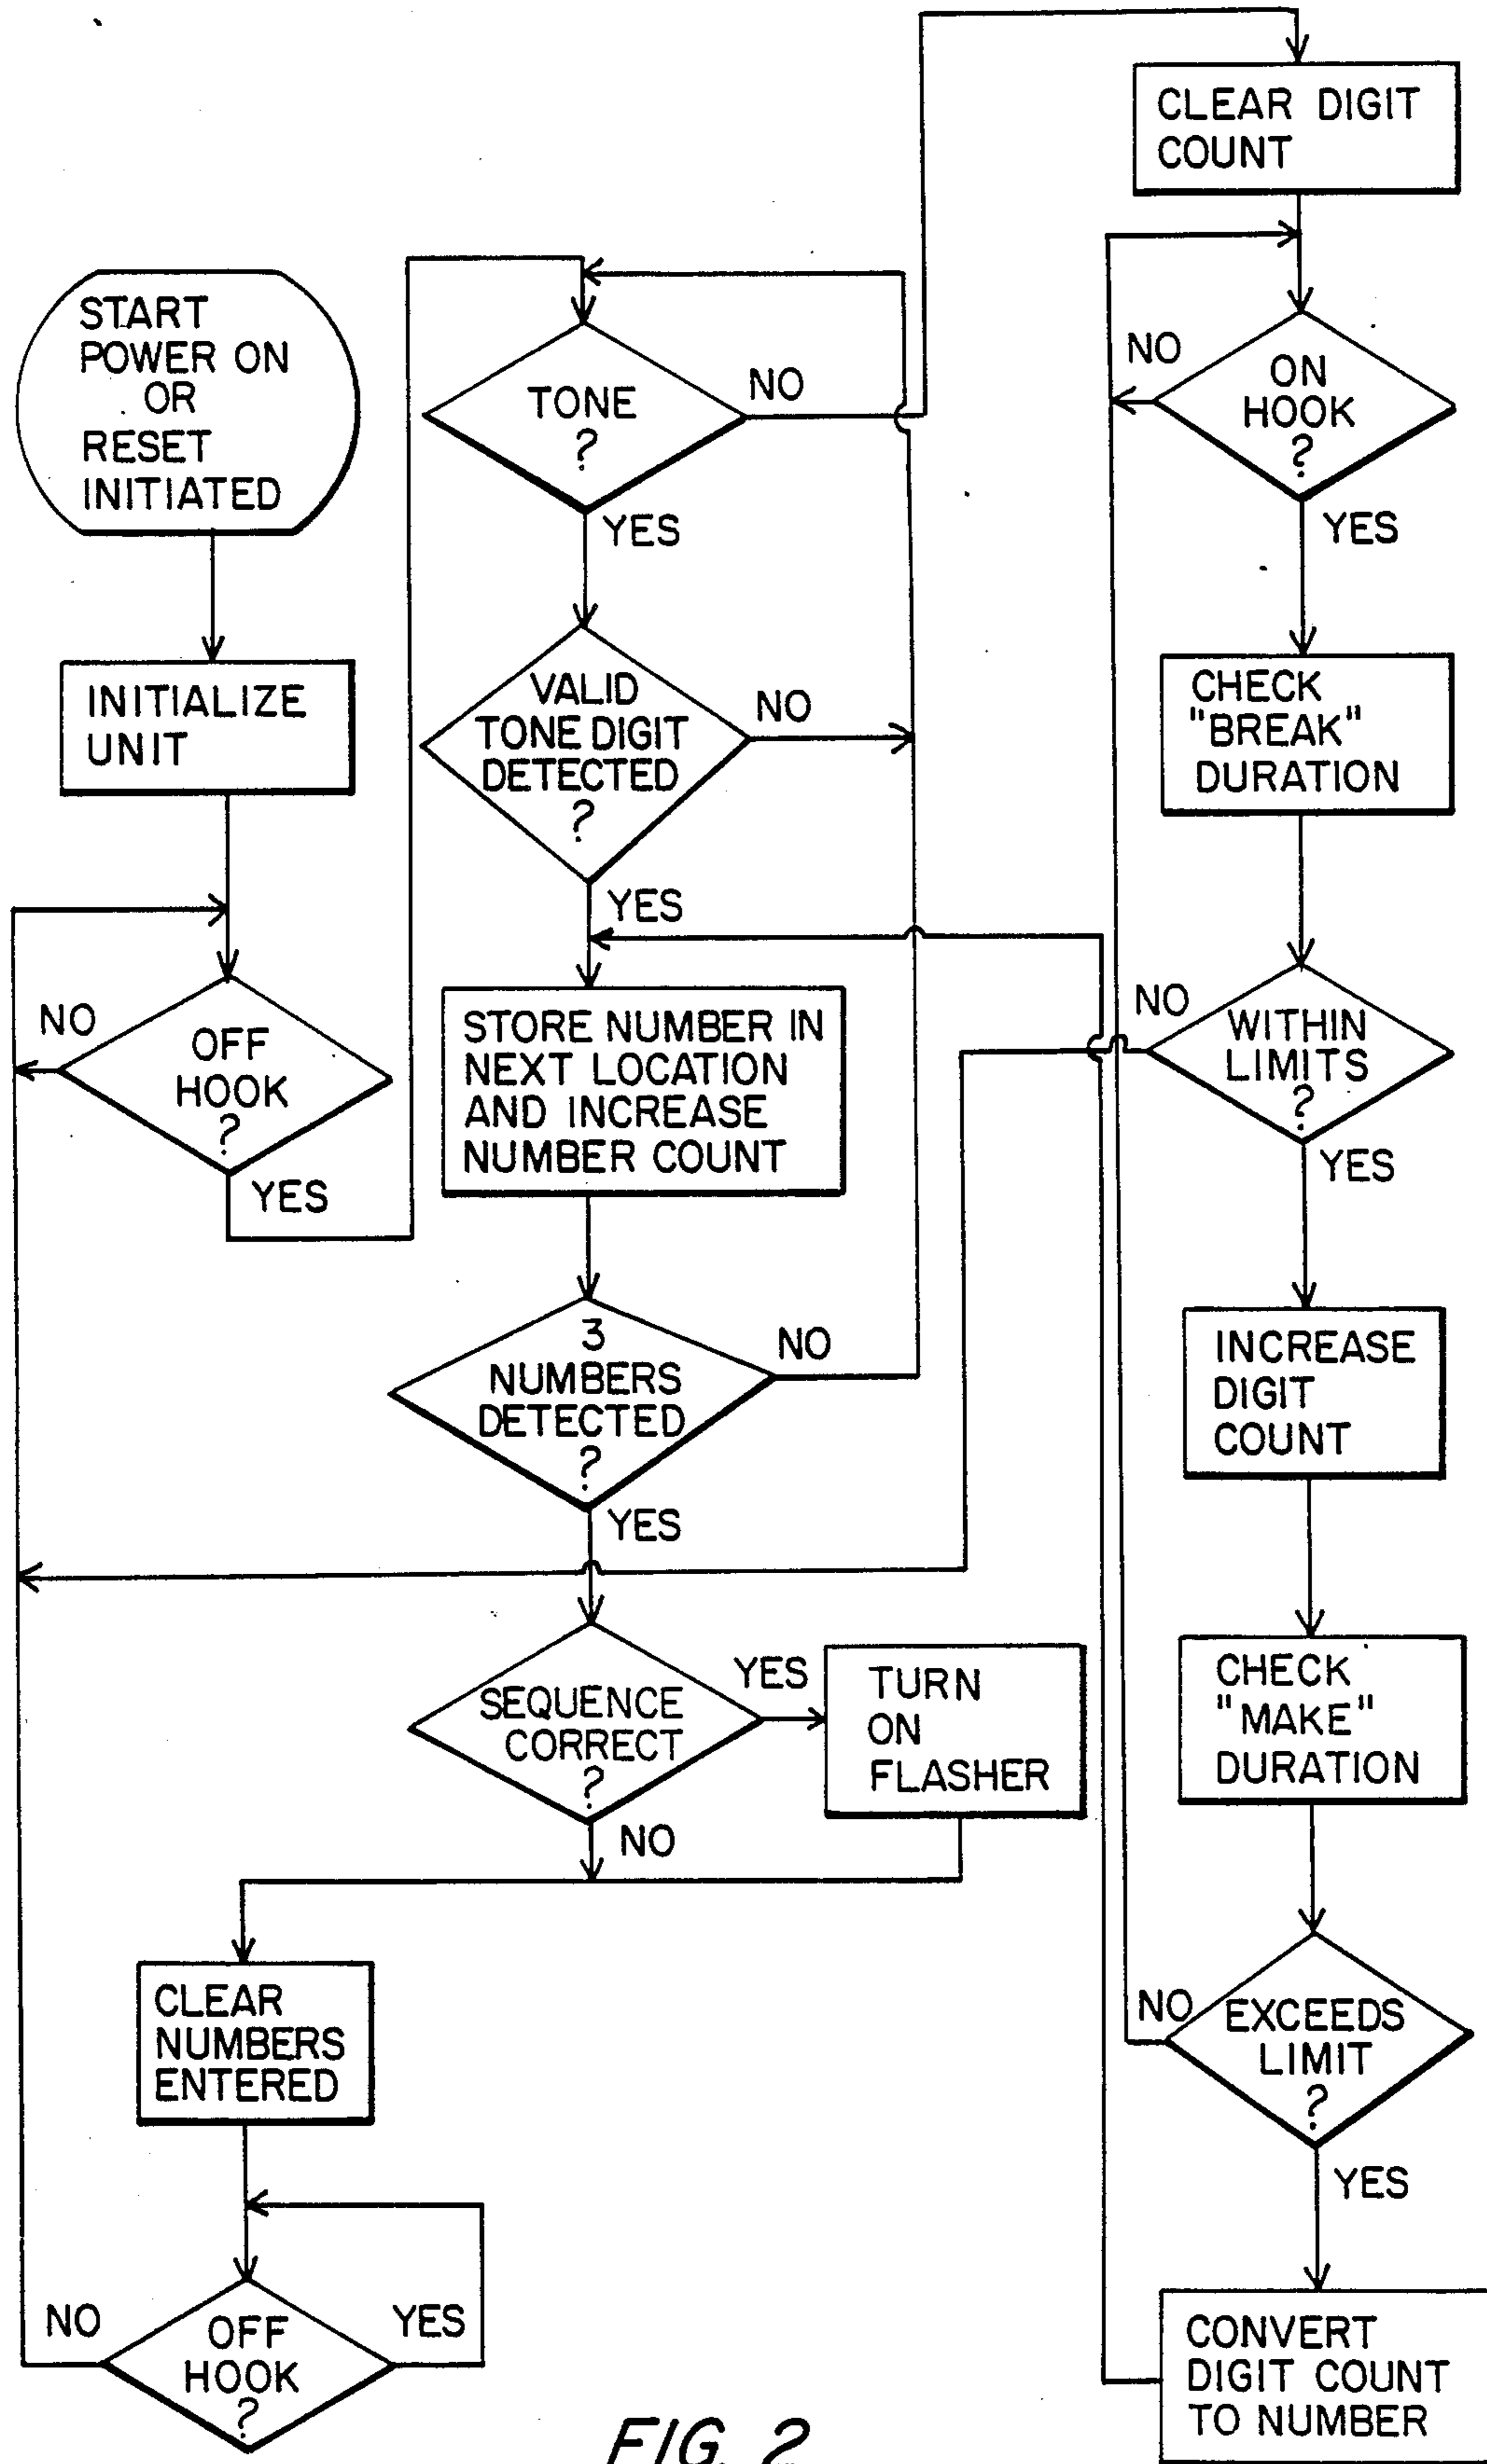 START
POWER ON
OR
RESET
INITIATED
INITIALIZE
UNIT
NO
OFF
HOOK
?
YES
TONE
?
NO
YES
VALID
TONE DIGIT
DETECTED
?
NO
YES
STORE NUMBER IN
NEXT LOCATION
AND INCREASE
NUMBER COUNT
3
NUMBERS
DETECTED
?
NO
YES
SEQUENCE
CORRECT
?
YES
NO
TURN
ON
FLASHER
CLEAR
NUMBERS
ENTERED
NO
OFF
HOOK
?
YES
CLEAR DIGIT
COUNT
NO
ON
HOOK
?
YES
CHECK
"BREAK"
DURATION
NO
WITHIN
LIMITS
?
YES
INCREASE
DIGIT
COUNT
CHECK
"MAKE"
DURATION
NO
EXCEEDS
LIMIT
?
YES
CONVERT
DIGIT COUNT
TO NUMBER
FIG. 2